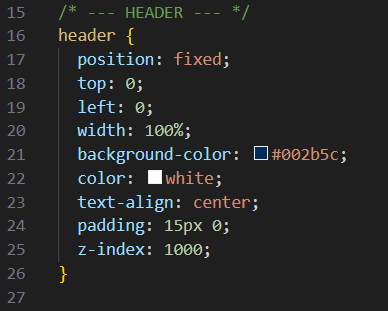 15 /* --- HEADER --- */
16 header {
17 position: fixed;
18 top: 0;
19 left: 0;
20 width: 100%;
21 background-color: #002b5c;
22 color: white;
23 text-align: center;
24 padding: 15px 0;
25 z-index: 1000;
26 }
27